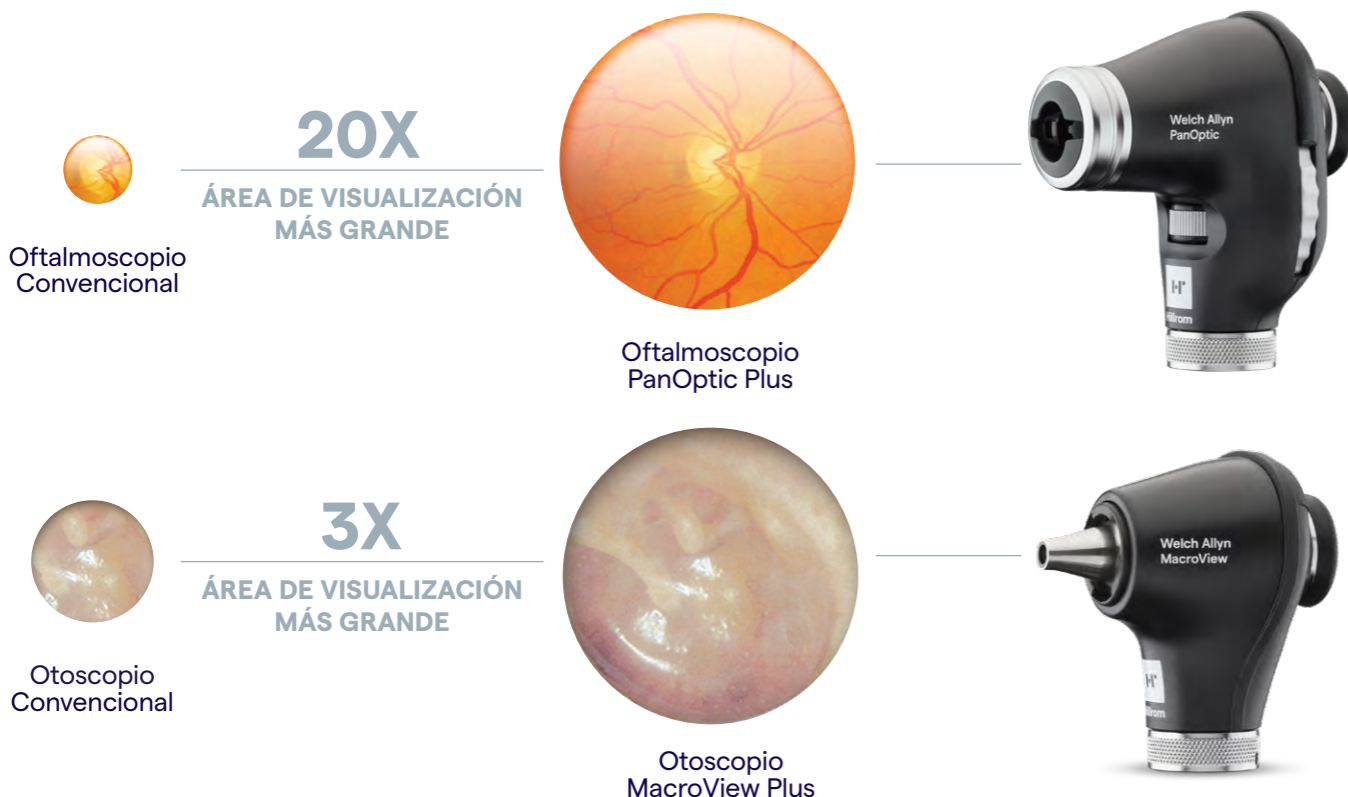 20X
ÁREA DE VISUALIZACIÓN
MÁS GRANDE
Oftalmoscopio
Convencional
Oftalmoscopio
PanOptic Plus
Welch Allyn
PanOptic
Hillrom
3X
ÁREA DE VISUALIZACIÓN
MÁS GRANDE
Otoscopio
Convencional
Otoscopio
MacroView Plus
Welch Allyn
MacroView
Hillrom